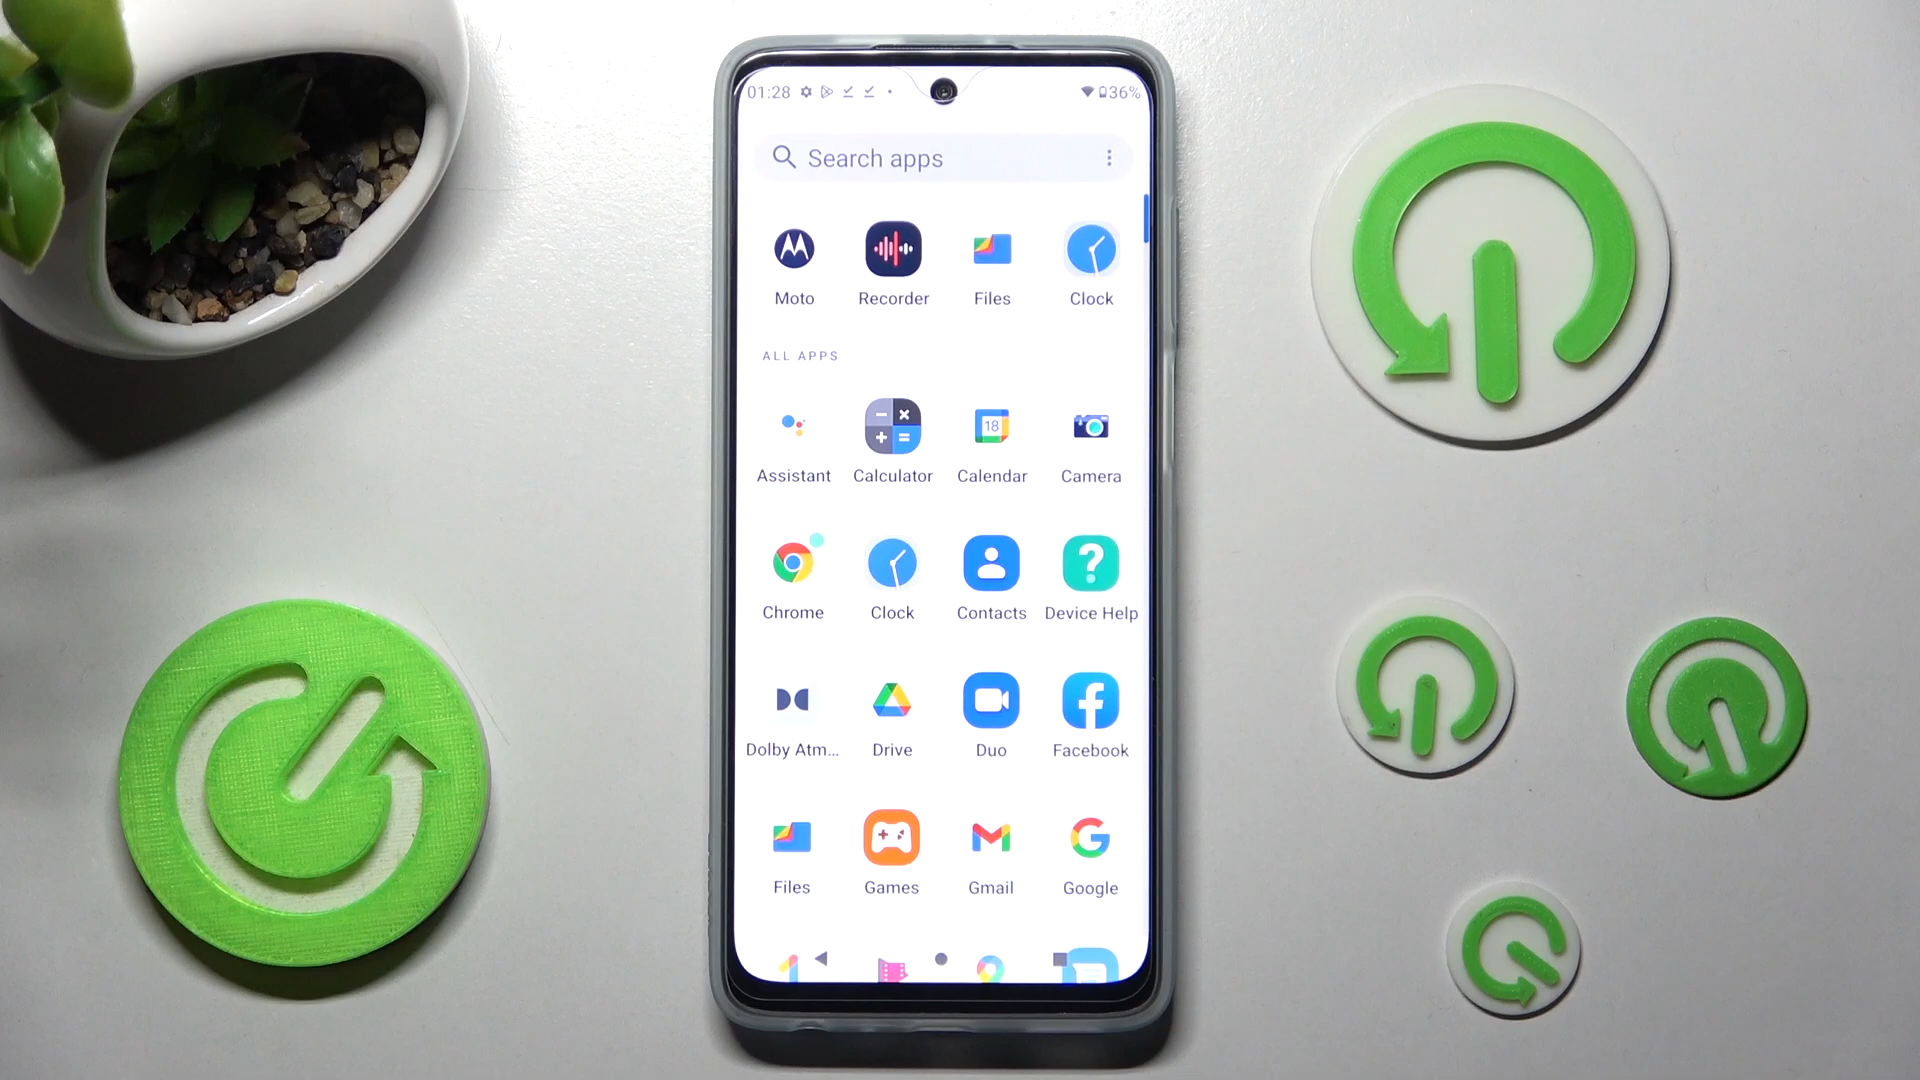 01:28 36%
Search apps
Moto Recorder Files Clock
ALL APPS
18
Assistant Calculator Calendar Camera
Chrome Clock Contacts Device Help
Dolby Atm... Drive Duo Facebook
Files Games Gmail Google